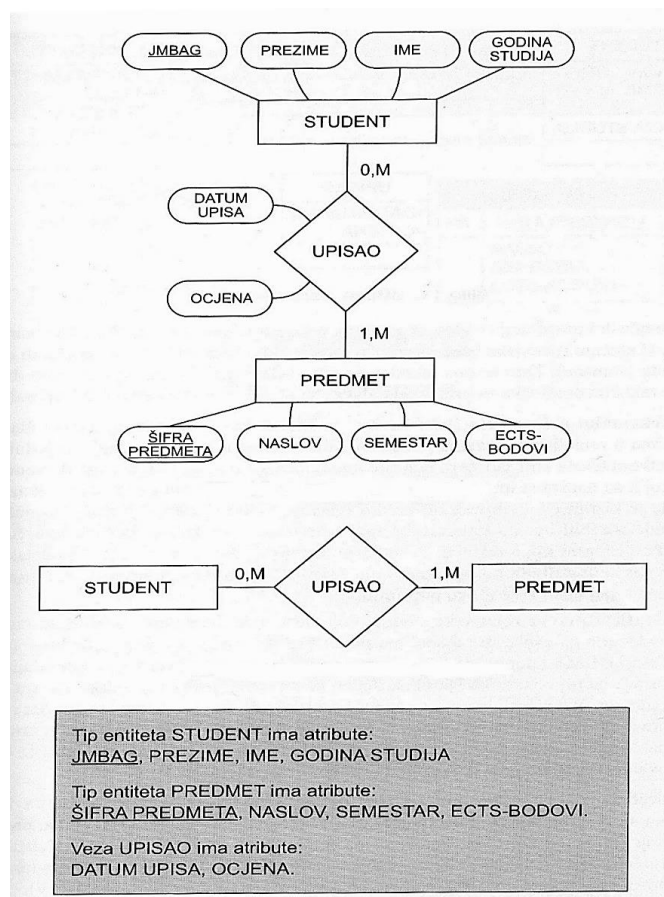 JMBAG
PREZIME
IME
GODINA
STUDIJA
STUDENT
0,M
DATUM
UPISA
UPISAO
OCJENA
1,M
PREDMET
ŠIFRA
PREDMETA
NASLOV
SEMESTAR
ECTS-
BODOVI
STUDENT
0,M
UPISAO
1,M
PREDMET
Tip entiteta STUDENT ima atribute:
JMBAG, PREZIME, IME, GODINA STUDIJA
Tip entiteta PREDMET ima atribute:
ŠIFRA PREDMETA, NASLOV, SEMESTAR, ECTS-BODOVI.
Veza UPISAO ima atribute:
DATUM UPISA, OCJENA.